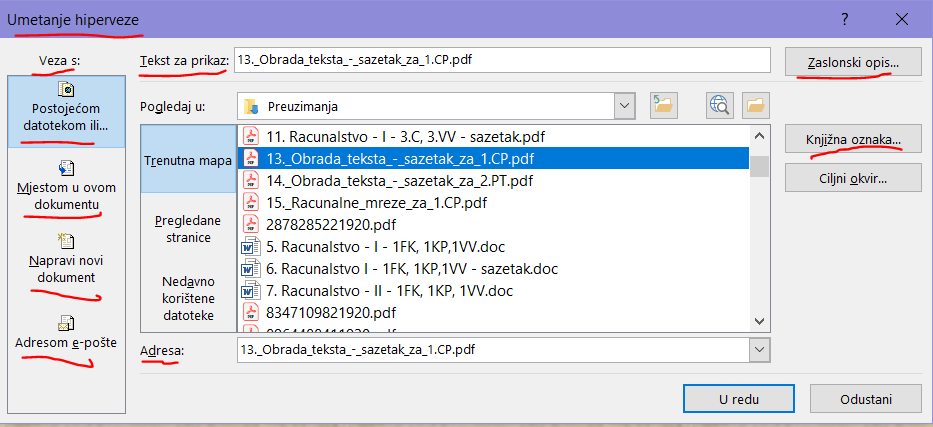 Umetanje hiperveze
?
Veza s:
Postojećom
datotekom ili...
Mjestom u ovom
dokumentu
Napravi novi
dokument
Adresom e-pošte
Tekst za prikaz:
13._Obrada_teksta_-_sazetak_za_1.CP.pdf
Zaslonski opis...
Pogledaj u:
Preuzimanja
Trenutna mapa
Pregledane
stranice
Nedavno
korištene
datoteke
11. Racunalstvo - I - 3.C, 3.VV - sazetak.pdf
13._Obrada_teksta_-_sazetak_za_1.CP.pdf
14._Obrada_teksta_-_sazetak_za_2.PT.pdf
15._Racunalne_mreze_za_1.CP.pdf
2878285221920.pdf
5. Racunalstvo - I - 1FK, 1KP,1VV.doc
6. Racunalstvo I - 1FK, 1KP,1VV - sazetak.doc
7. Racunalstvo - II - 1FK, 1KP,1VV.doc
8347109821920.pdf
Knjižna oznaka...
Ciljni okvir...
Adresa:
13._Obrada_teksta_-_sazetak_za_1.CP.pdf
U redu
Odustani